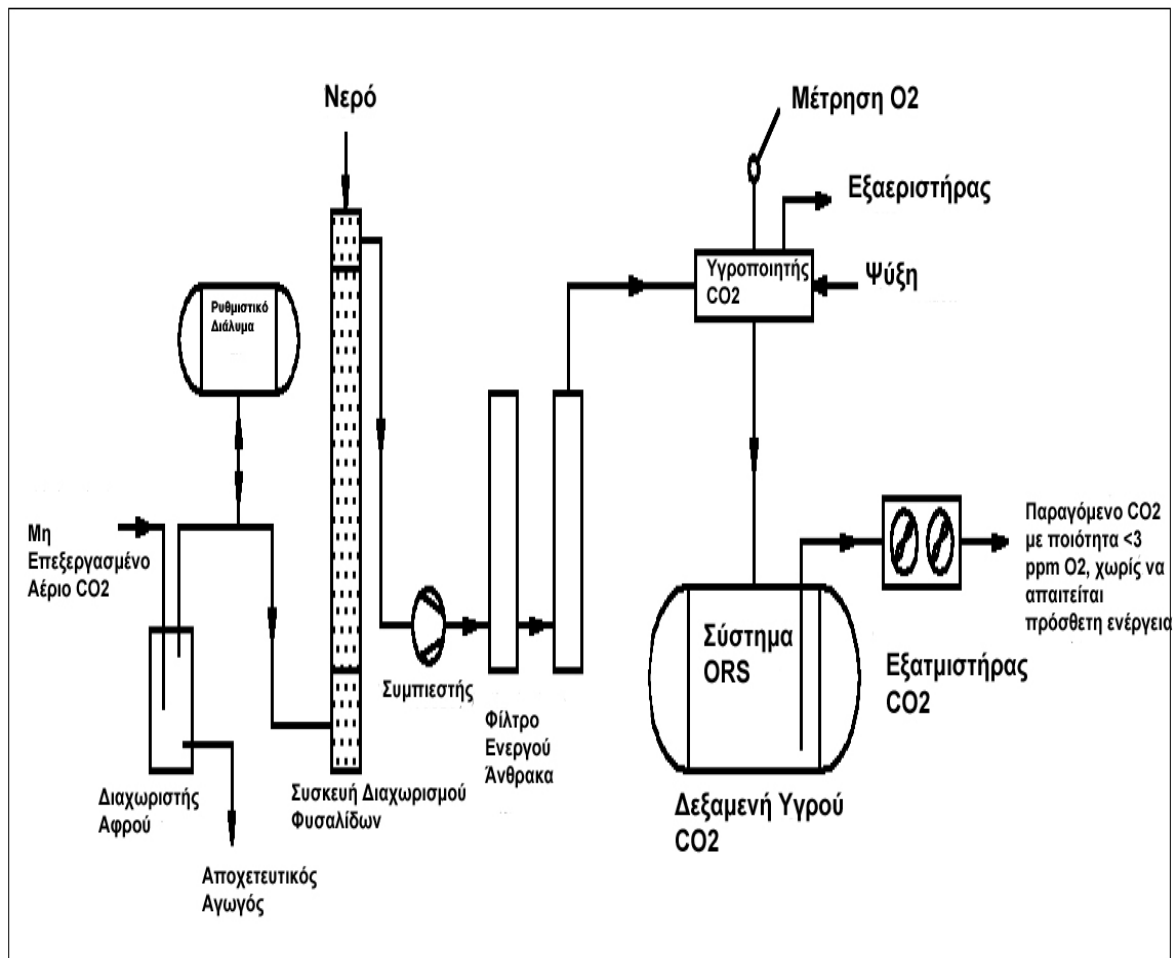 Νερό
Μέτρηση O2
Εξαεριστήρας
Υγροποιητής
CO2
Ψύξη
Ρυθμιστικό
Διάλυμα
Μη
Επεξεργασμένο
Αέριο CO2
Παραγόμενο CO2
με ποιότητα <3
ppm O2, χωρίς να
απαιτείται
πρόσθετη ενέργεια
Σύστημα
ORS
Εξατμιστήρας
CO2
Συμπιεστής
Φίλτρο
Ενεργού
Άνθρακα
Διαχωριστής
Αφρού
Συσκευή Διαχωρισμού
Φυσαλίδων
Δεξαμενή Υγρού
CO2
Αποχετευτικός
Αγωγός